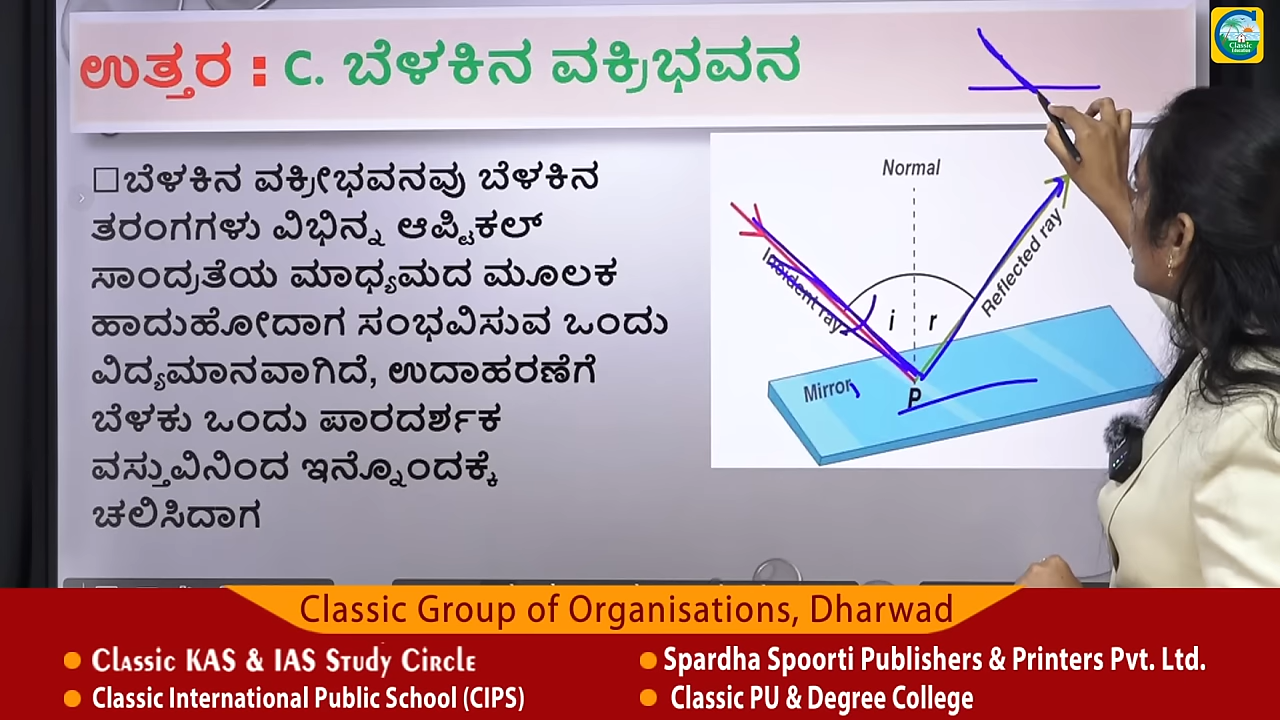 ಉತ್ತರ : C. ಬೆಳಕಿನ ವಕ್ರಿಭವನ
□ಬೆಳಕಿನ ವಕ್ರೀಭವನವು ಬೆಳಕಿನ
ತರಂಗಗಳು ವಿಭಿನ್ನ ಆಪ್ಟಿಕಲ್
ಸಾಂದ್ರತೆಯ ಮಾಧ್ಯಮದ ಮೂಲಕ
ಹಾದುಹೋದಾಗ ಸಂಭವಿಸುವ ಒಂದು
ವಿದ್ಯಮಾನವಾಗಿದೆ, ಉದಾಹರಣೆಗೆ
ಬೆಳಕು ಒಂದು ಪಾರದರ್ಶಕ
ವಸ್ತುವಿನಿಂದ ಇನ್ನೊಂದಕ್ಕೆ
ಚಲಿಸಿದಾಗ
Normal
Incident ray
Reflected ray
i r
Mirror
P
Classic
Education
Classic Group of Organisations, Dharwad
Classic KAS & IAS Study Circle
Spardha Spoorti Publishers & Printers Pvt. Ltd.
Classic International Public School (CIPS)
Classic PU & Degree College